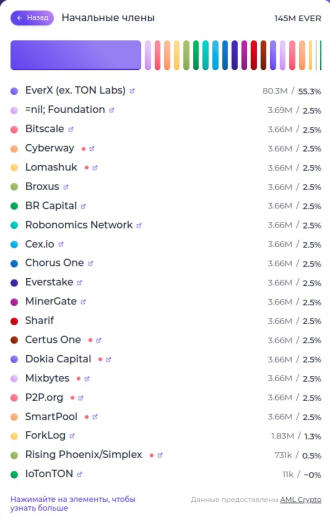 ← Назад Начальные члены 145M EVER
EverX (ex. TON Labs) 80.3M / 55.3%
=nil; Foundation 3.69M / 2.5%
Bitscale 3.66M / 2.5%
Cyberway 3.66M / 2.5%
Lomashuk 3.66M / 2.5%
Broxus 3.66M / 2.5%
BR Capital 3.66M / 2.5%
Robonomics Network 3.66M / 2.5%
Cex.io 3.66M / 2.5%
Chorus One 3.66M / 2.5%
Everstake 3.66M / 2.5%
MinerGate 3.66M / 2.5%
Sharif 3.66M / 2.5%
Certus One 3.66M / 2.5%
Dokia Capital 3.66M / 2.5%
Mixbytes 3.66M / 2.5%
P2P.org 3.66M / 2.5%
SmartPool 3.66M / 2.5%
ForkLog 1.83M / 1.3%
Rising Phoenix/Simplex 731k / 0.5%
IoTonTON 11k / ~0%
Нажимайте на элементы, чтобы
узнать больше
Данные предоставлены AML Crypto